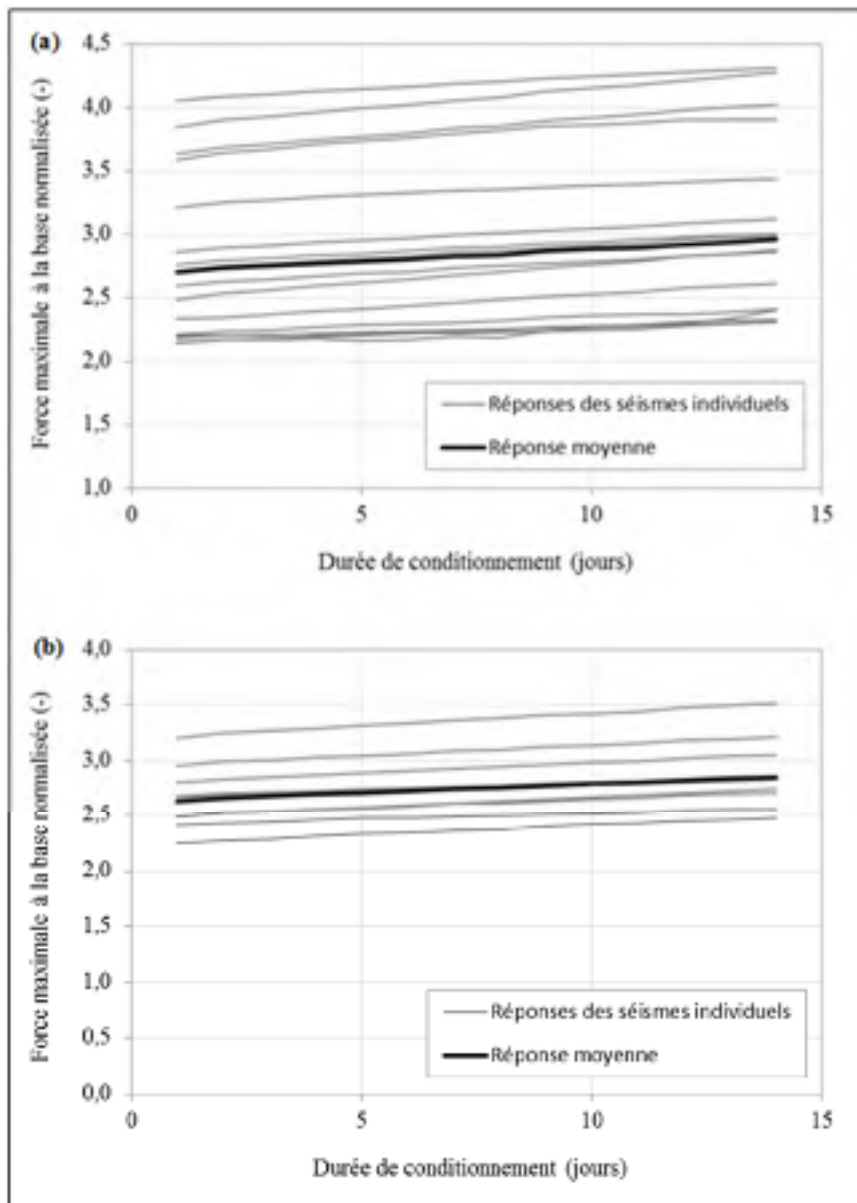 (a)
Force maximale à la base normalisée (-)
4,5
4,0
3,5
3,0
2,5
2,0
1,5
1,0
Réponses des séismes individuels
Réponse moyenne
0
5
10
15
Durée de conditionnement (jours)
(b)
Force maximale à la base normalisée (-)
4,0
3,5
3,0
2,5
2,0
1,5
1,0
0,5
0,0
Réponses des séismes individuels
Réponse moyenne
0
5
10
15
Durée de conditionnement (jours)